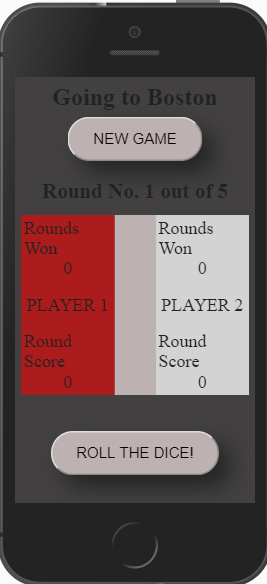 Going to Boston
NEW GAME
Round No. 1 out of 5
Rounds
Won
0
PLAYER 1
Round
Score
0
Rounds
Won
0
PLAYER 2
Round
Score
0
ROLL THE DICE!